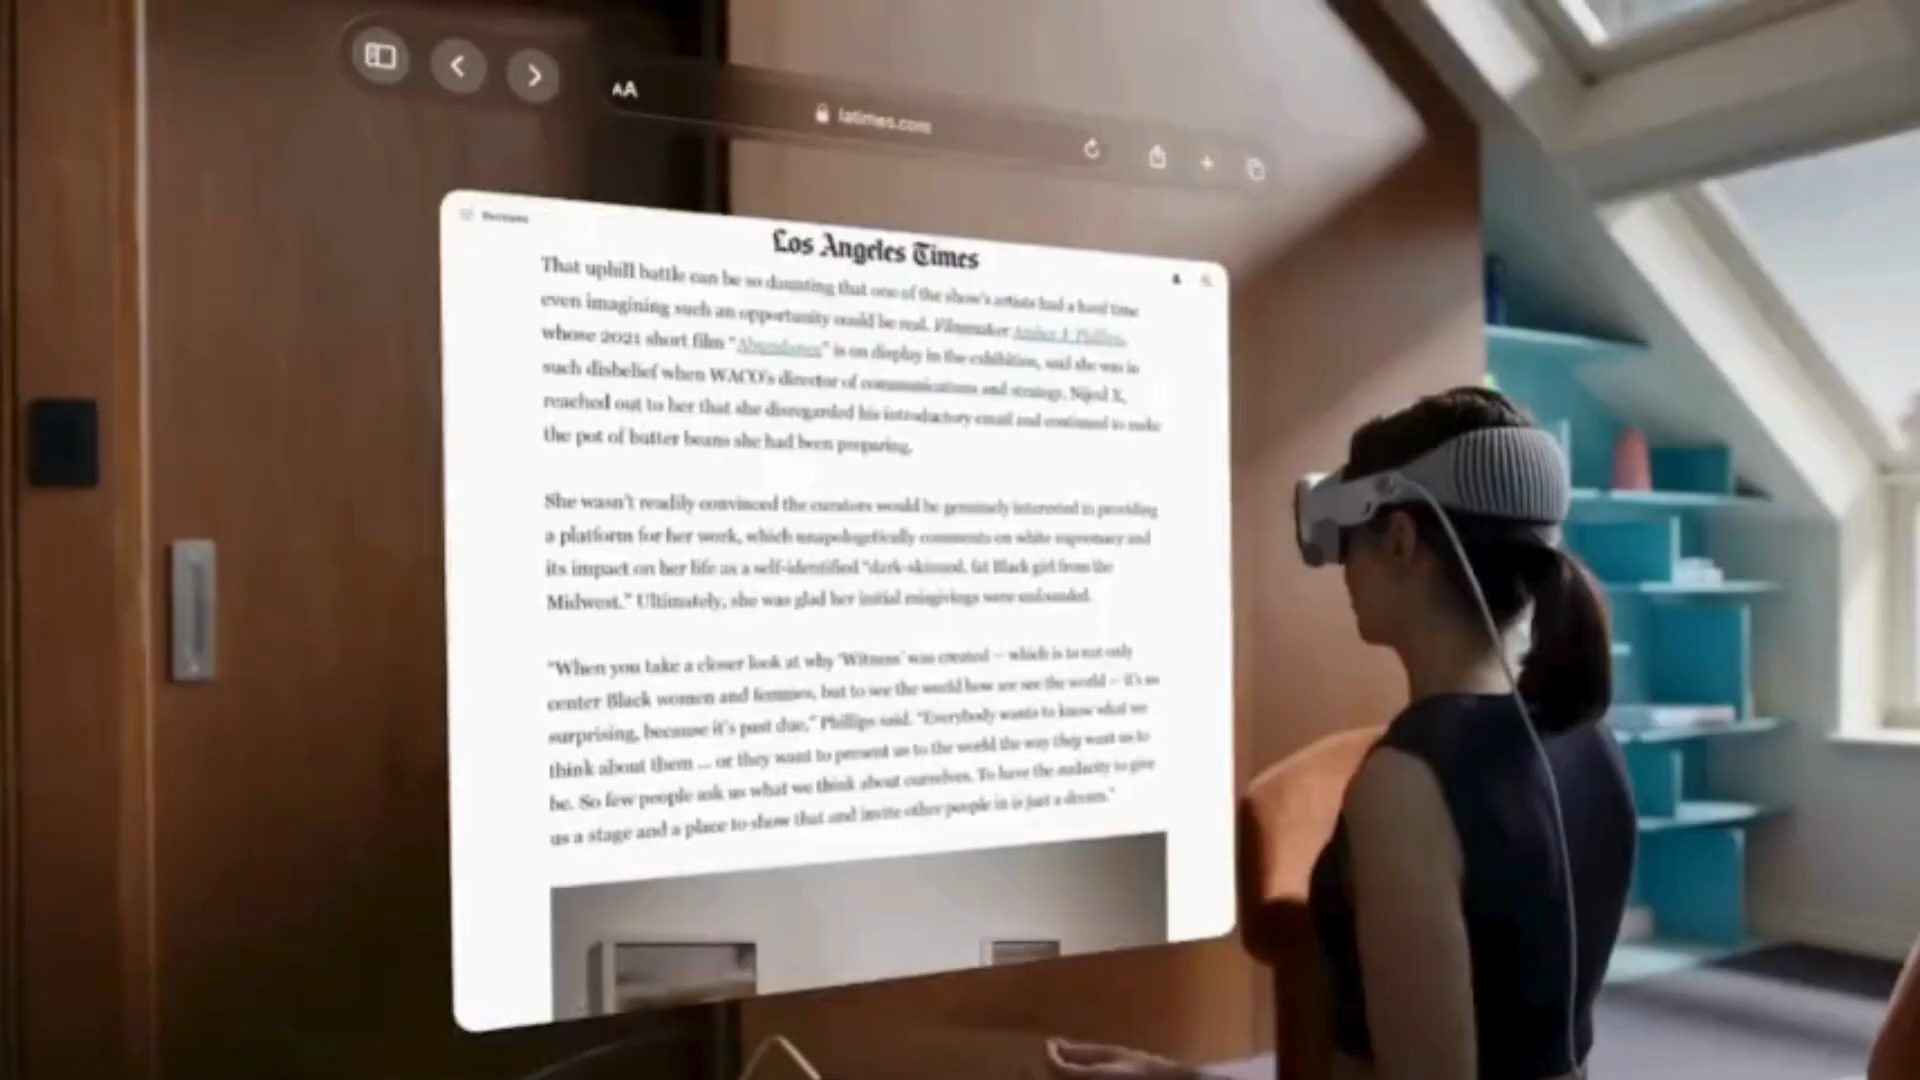 AA
latimes.com
Los Angeles Times
That uphill battle can be so daunting that one of the show's artists had a hard time
even imagining such an opportunity could be real. Filmmaker Amber J. Phillips,
whose 2021 short film "Abundance" is on display in the exhibition, said she was in
such disbelief when WACO's director of communications and strategy, Nijeul X,
reached out to her that she disregarded his introductory email and continued to make
the pot of butter beans she had been preparing.
She wasn't readily convinced the curators would be genuinely interested in providing
a platform for her work, which unapologetically comments on white supremacy and
its impact on her life as a self-identified "dark-skinned, fat Black girl from the
Midwest." Ultimately, she was glad her initial misgivings were unfounded.
"When you take a closer look at why 'Witness' was created — which is to not only
center Black women and femmes, but to see the world how we see the world — it's so
surprising, because it's past due," Phillips said. "Everybody wants to know what we
think about them ... or they want to present us to the world the way they want us to
be. So few people ask us what we think about ourselves. To have the audacity to give
us a stage and a place to show that and invite other people in is just a dream."